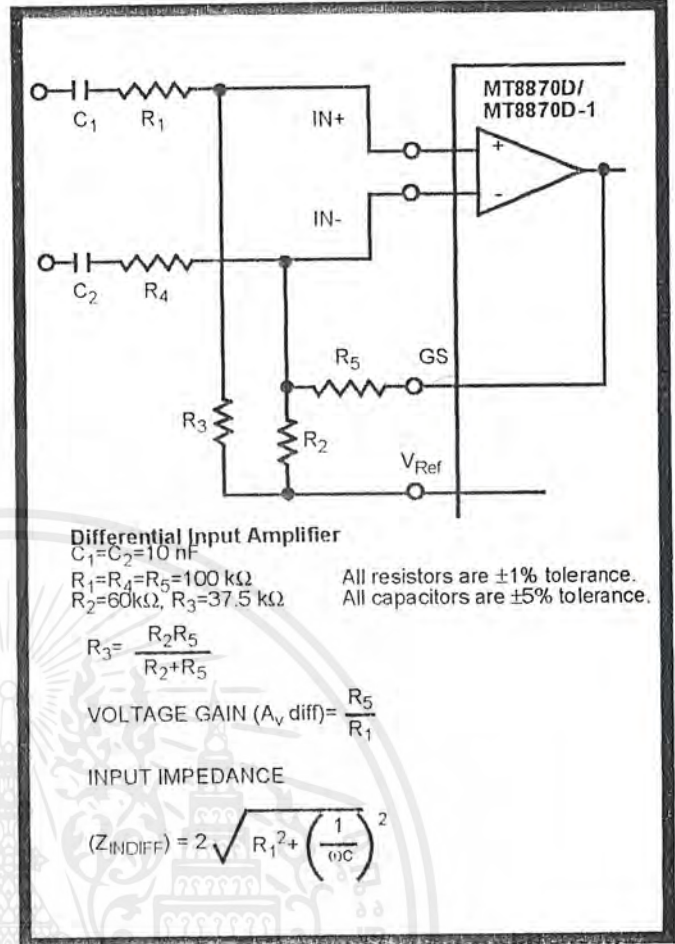 MT8870D/
MT8870D-1
C₁ R₁ IN+
+
-
IN-
C₂ R₄
R₅ GS
R₃ R₂
V_Ref
Differential Input Amplifier
C₁=C₂=10 nF
R₁=R₄=R₅=100 kΩ All resistors are ±1% tolerance.
R₂=60kΩ, R₃=37.5 kΩ All capacitors are ±5% tolerance.
R₃= R₂R₅ / R₂+R₅
VOLTAGE GAIN (Aᵥ diff)= R₅ / R₁
INPUT IMPEDANCE
(Z_INDIFF) = 2 √ R₁²+ ( 1 / ωc )²